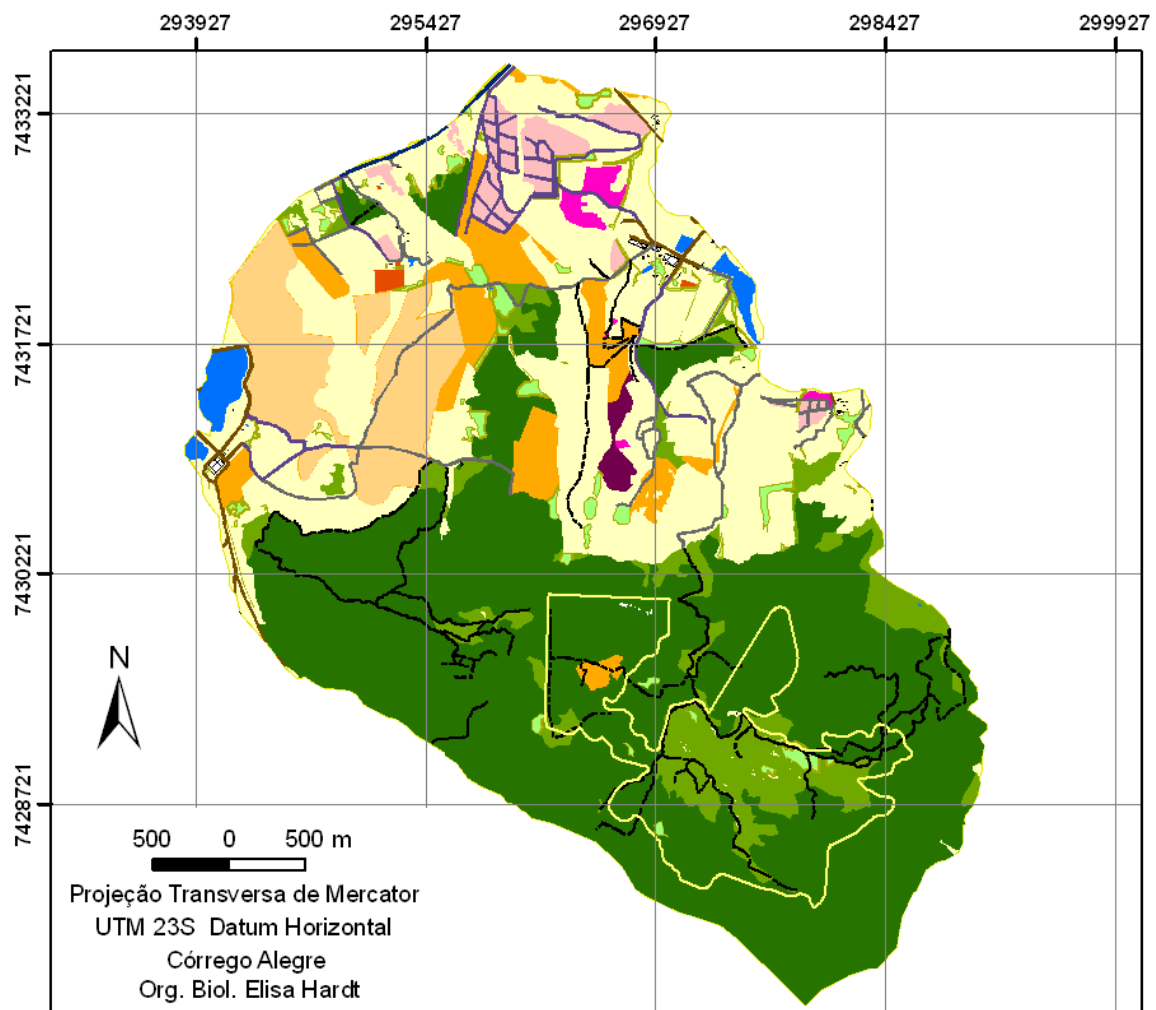 293927 295427 296927 298427 299927
7433221
7431721
7430221
7428721
N
500 0 500 m
Projeção Transversa de Mercator
UTM 23S Datum Horizontal
Córrego Alegre
Org. Biol. Elisa Hardt